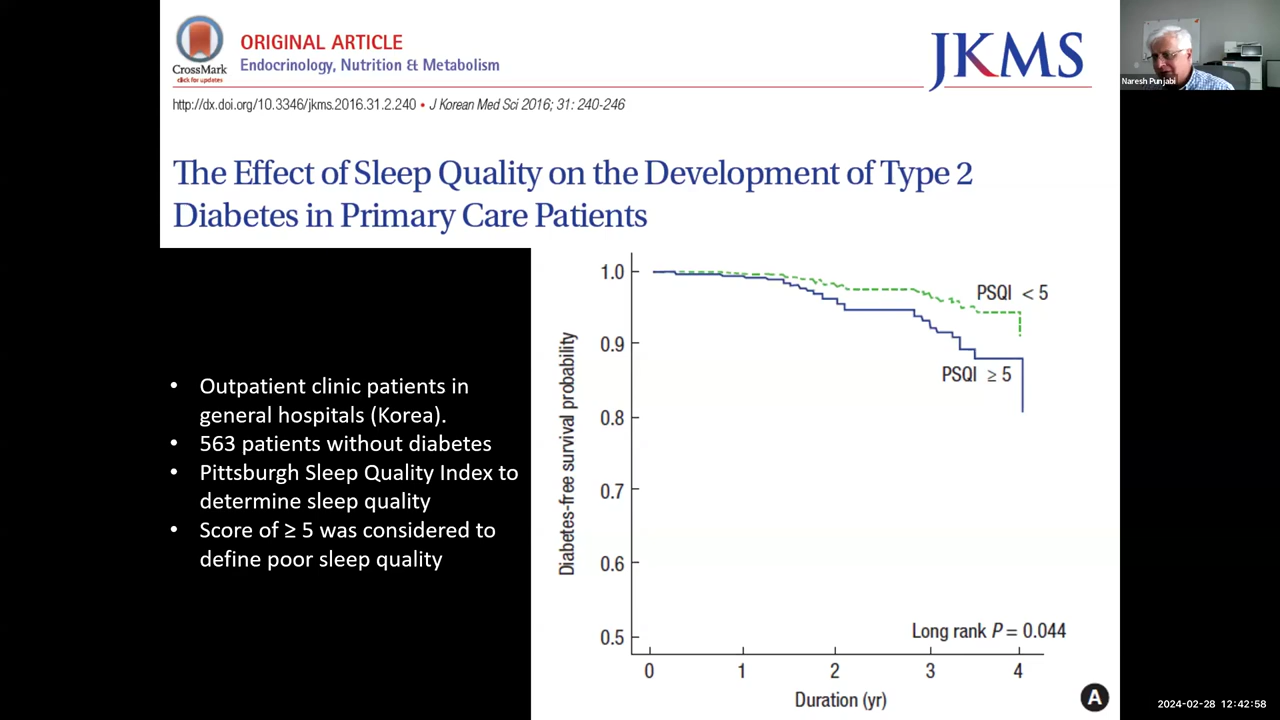 CrossMark
click for updates
ORIGINAL ARTICLE
Endocrinology, Nutrition & Metabolism
JKMS
Naresh Punjabi
http://dx.doi.org/10.3346/jkms.2016.31.2.240 • J Korean Med Sci 2016; 31: 240-246
The Effect of Sleep Quality on the Development of Type 2
Diabetes in Primary Care Patients
• Outpatient clinic patients in
general hospitals (Korea).
• 563 patients without diabetes
• Pittsburgh Sleep Quality Index to
determine sleep quality
• Score of ≥ 5 was considered to
define poor sleep quality
Diabetes-free survival probability
1.0
0.9
0.8
0.7
0.6
0.5
PSQI < 5
PSQI ≥ 5
Long rank P = 0.044
0 1 2 3 4
Duration (yr)
A
2024-02-28 12:42:58